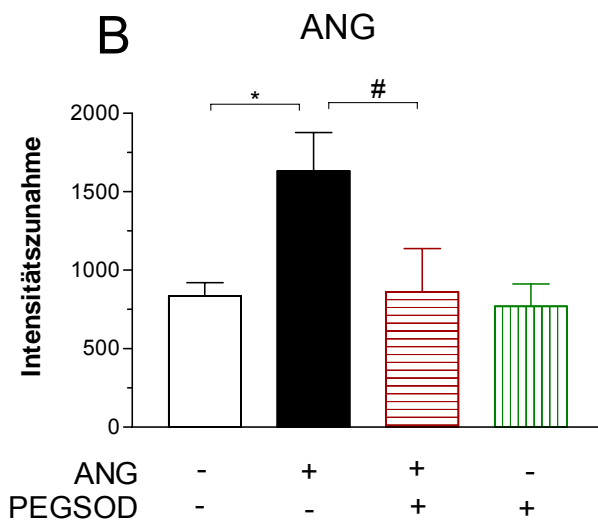 B ANG
* #
2000
1500
1000
500
0
Intensitätszunahme
ANG - + + -
PEGSOD - - + +